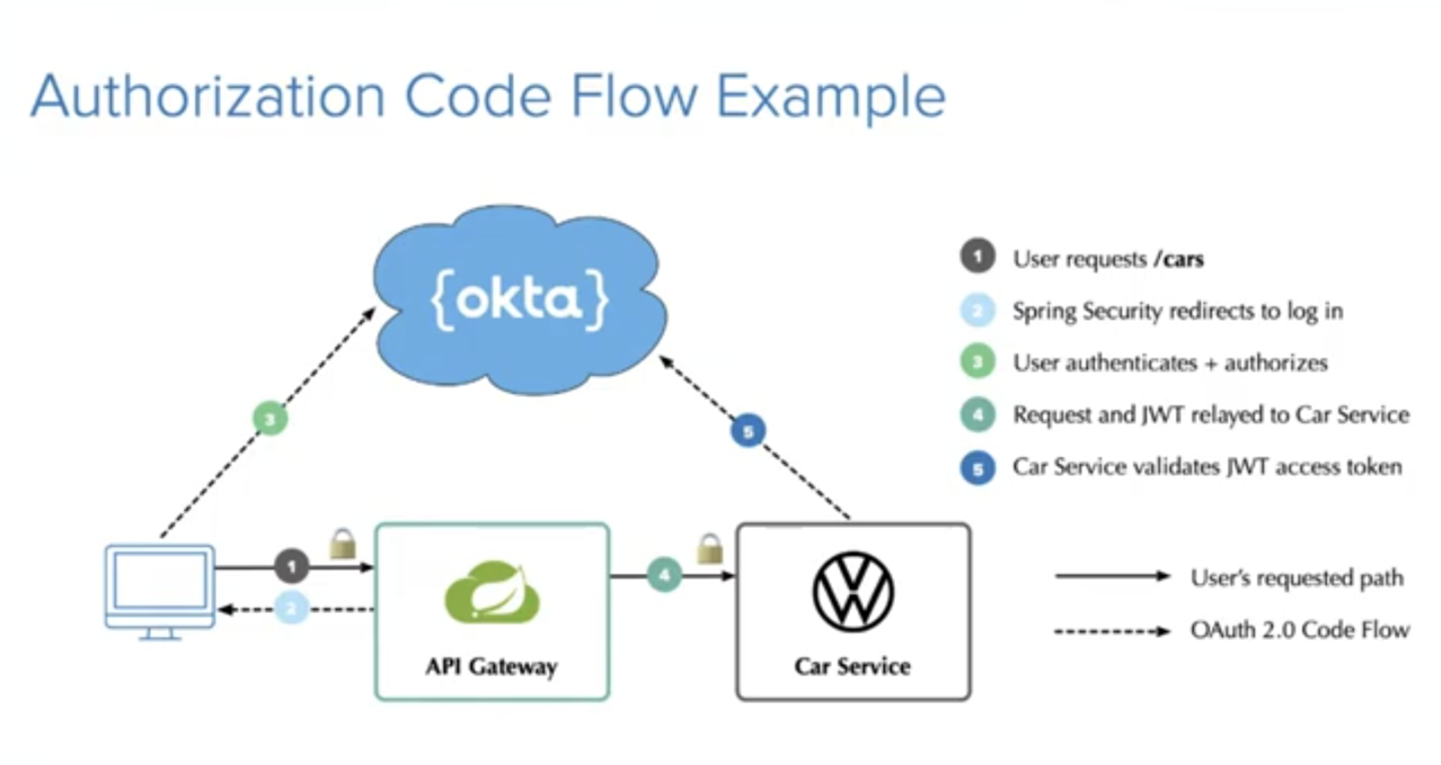 Authorization Code Flow Example
{okta}
1 User requests /cars
2 Spring Security redirects to log in
3 User authenticates + authorizes
4 Request and JWT relayed to Car Service
5 Car Service validates JWT access token
3
5
1
2
4
API Gateway
Car Service
User's requested path
OAuth 2.0 Code Flow